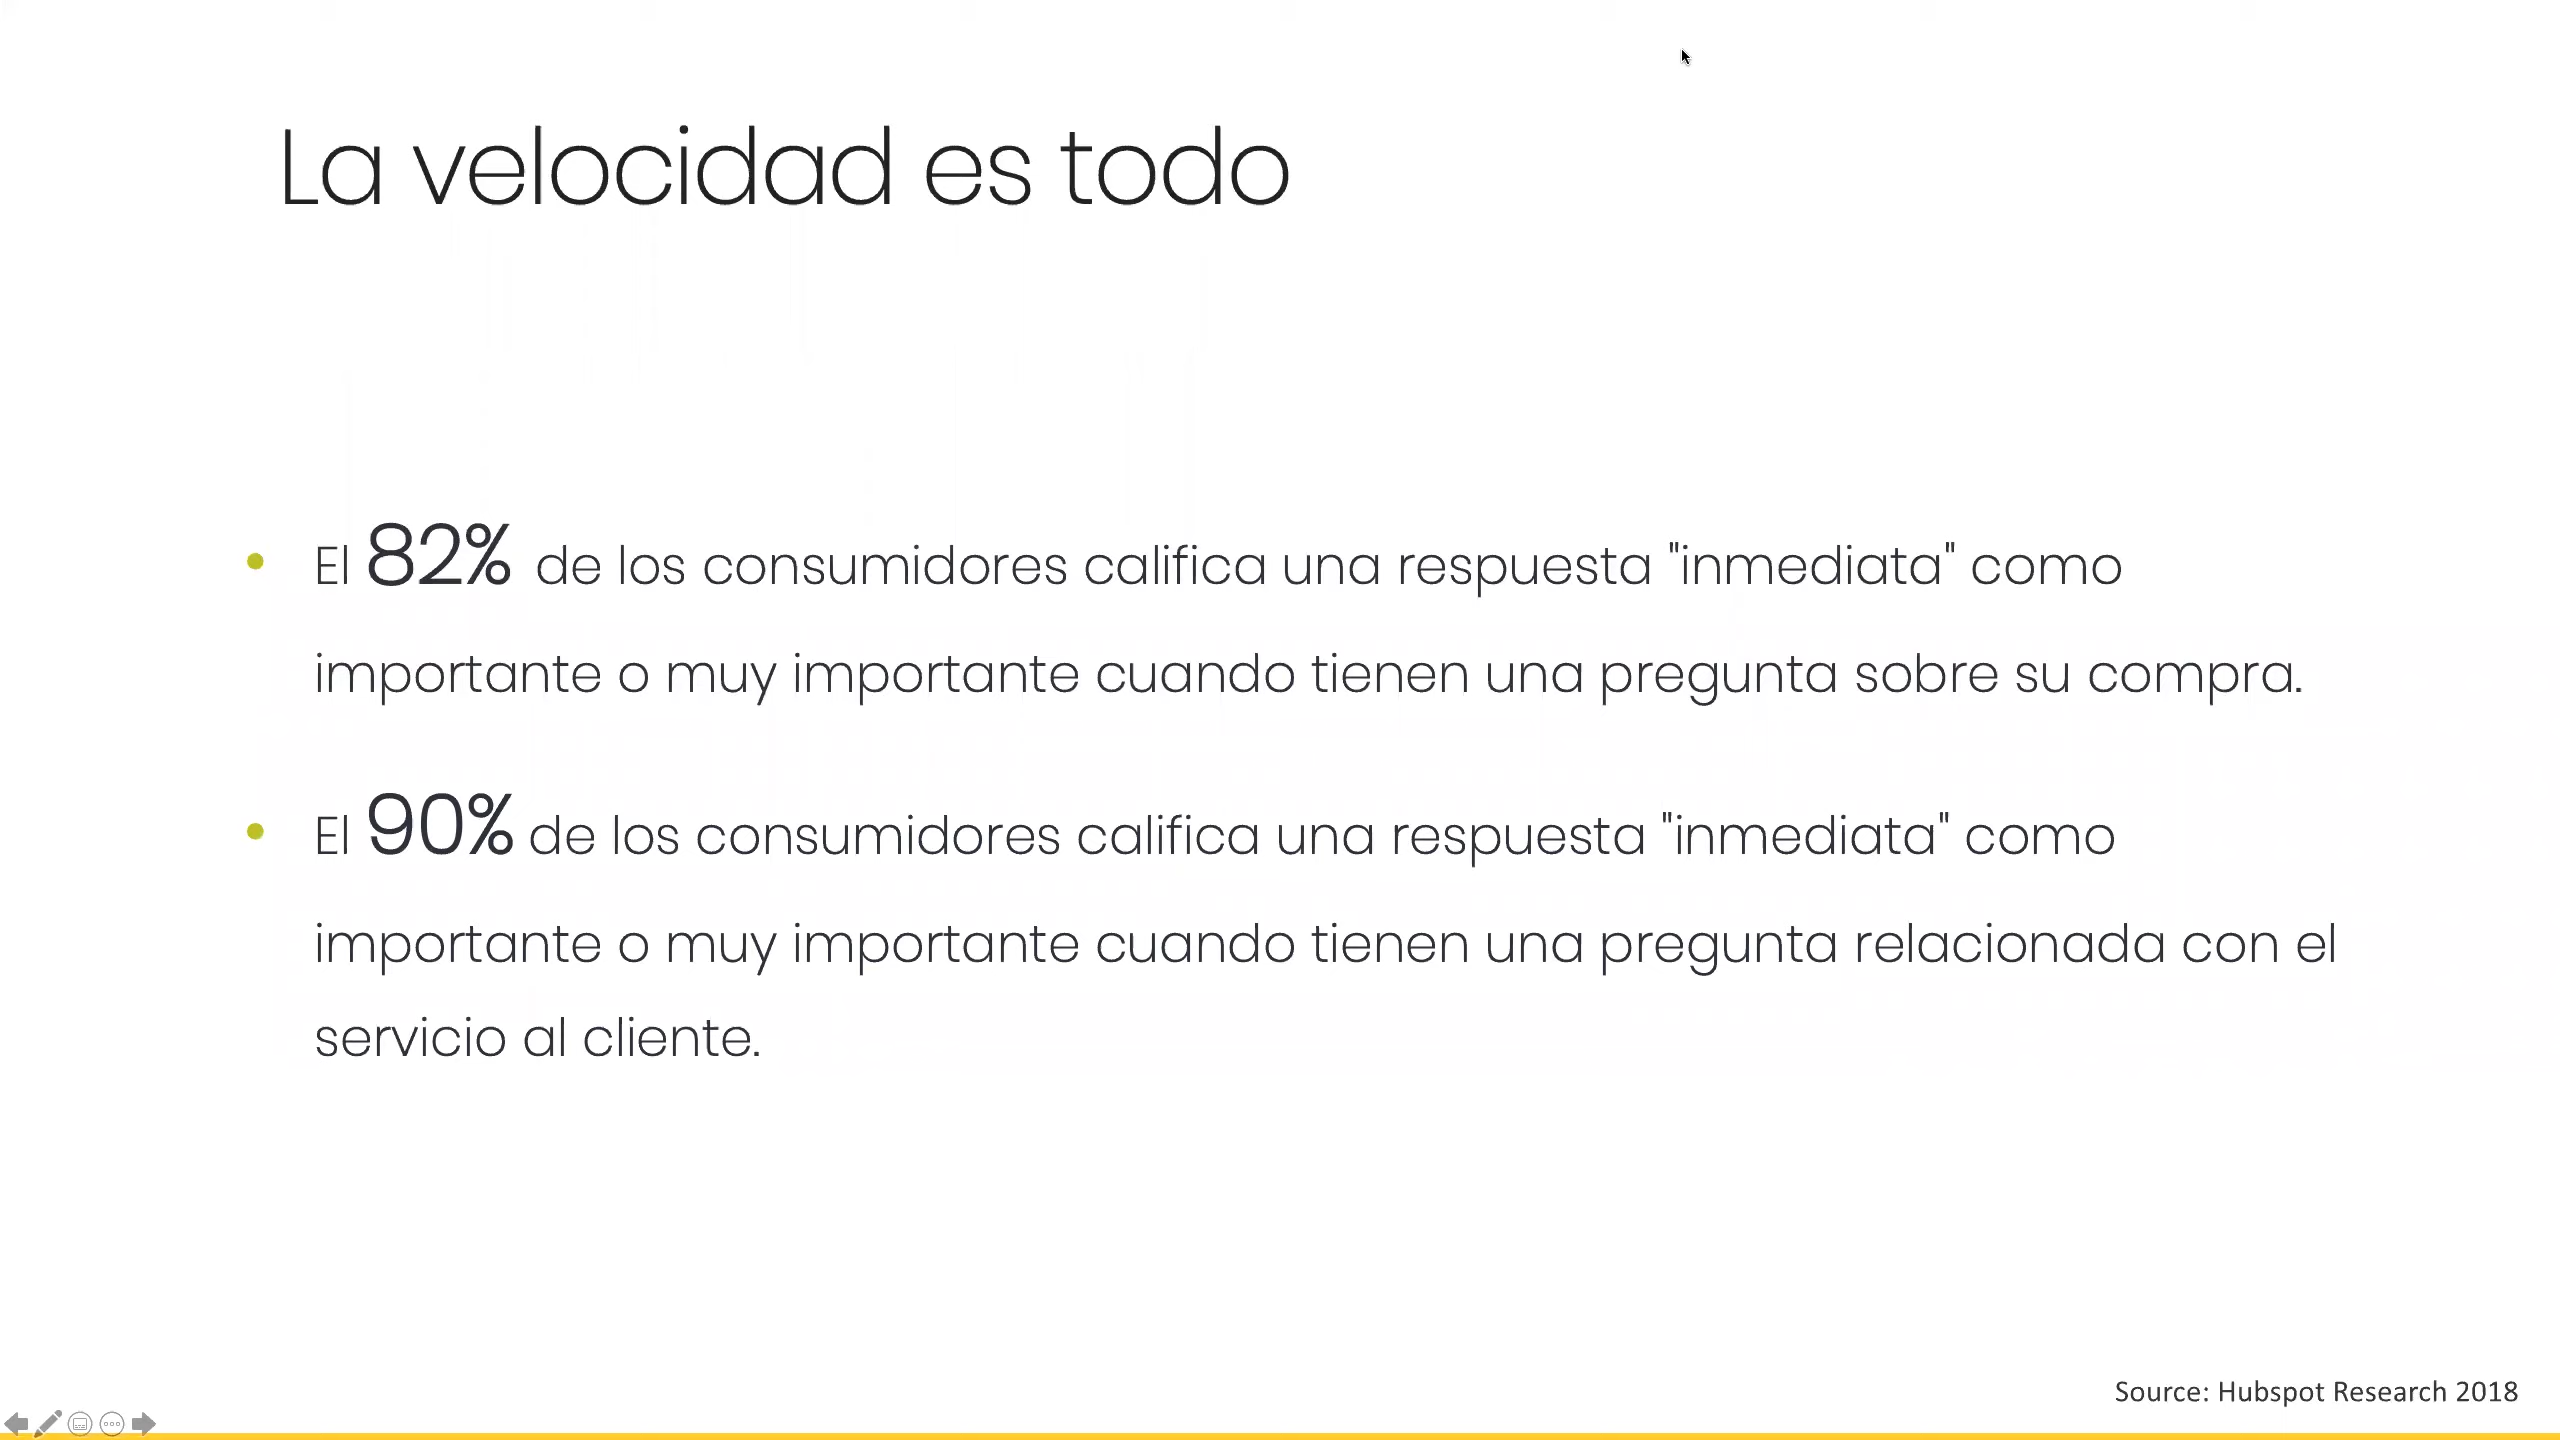 La velocidad es todo
• El 82% de los consumidores califica una respuesta "inmediata" como
importante o muy importante cuando tienen una pregunta sobre su compra.
• El 90% de los consumidores califica una respuesta "inmediata" como
importante o muy importante cuando tienen una pregunta relacionada con el
servicio al cliente.
Source: Hubspot Research 2018